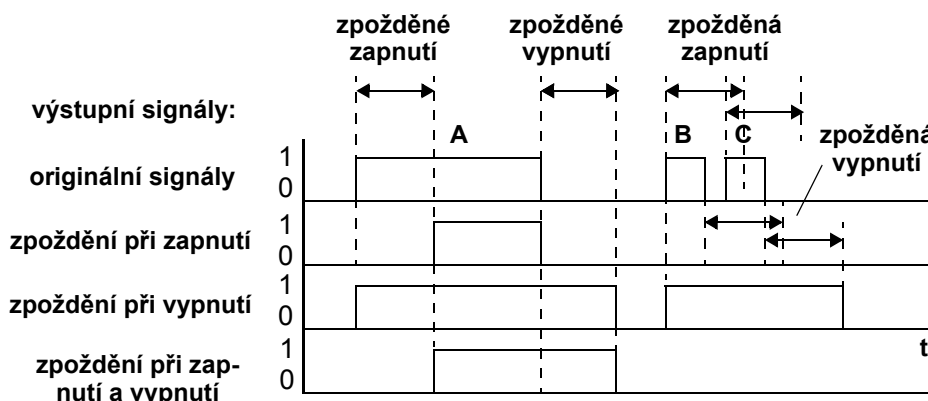 zpožděné zapnutí
zpožděné vypnutí
zpožděná zapnutí
výstupní signály:
A
B
C
zpožděná vypnutí
originální signály
1
0
zpoždění při zapnutí
1
0
zpoždění při vypnutí
1
0
t
zpoždění při zap-
nutí a vypnutí
1
0